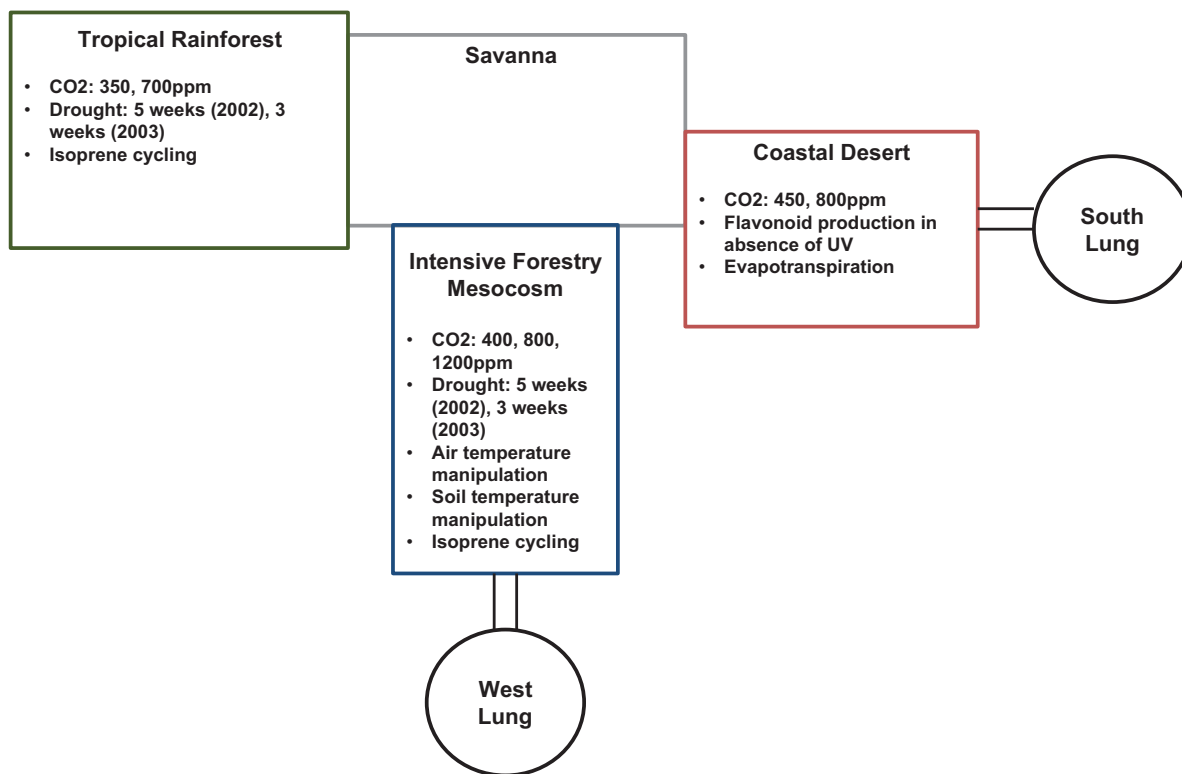 Tropical Rainforest
• CO2: 350, 700ppm
• Drought: 5 weeks (2002), 3
weeks (2003)
• Isoprene cycling
Savanna
Coastal Desert
• CO2: 450, 800ppm
• Flavonoid production in
absence of UV
• Evapotranspiration
South
Lung
Intensive Forestry
Mesocosm
• CO2: 400, 800,
1200ppm
• Drought: 5 weeks
(2002), 3 weeks
(2003)
• Air temperature
manipulation
• Soil temperature
manipulation
• Isoprene cycling
West
Lung